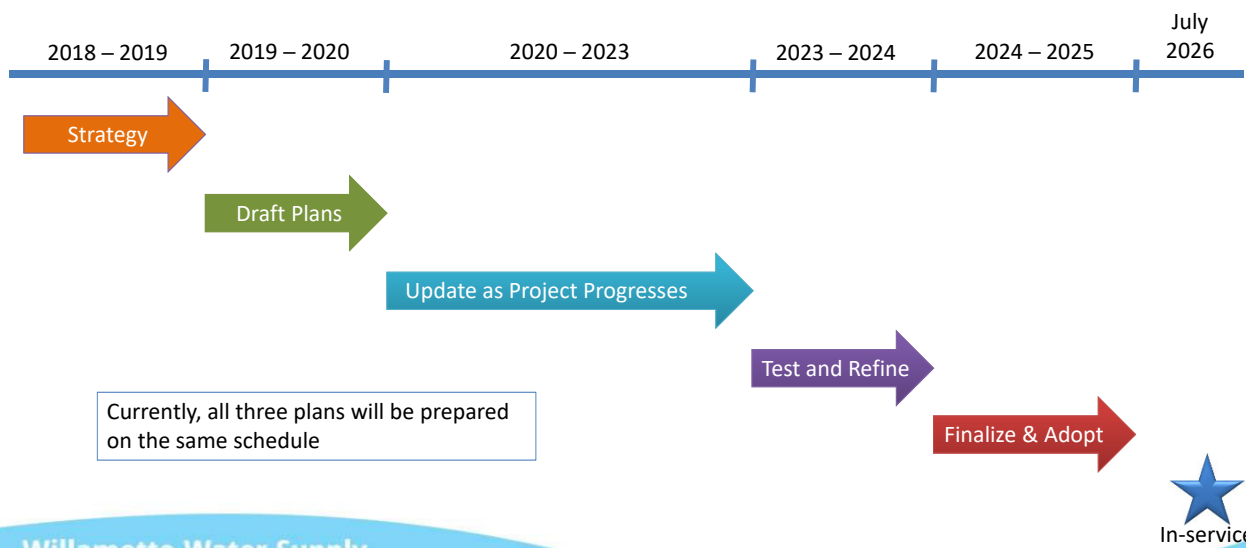 2018 – 2019
2019 – 2020
2020 – 2023
2023 – 2024
2024 – 2025
July
2026
Strategy
Draft Plans
Update as Project Progresses
Test and Refine
Currently, all three plans will be prepared
on the same schedule
Finalize & Adopt
In-service
Willamette Water Supply